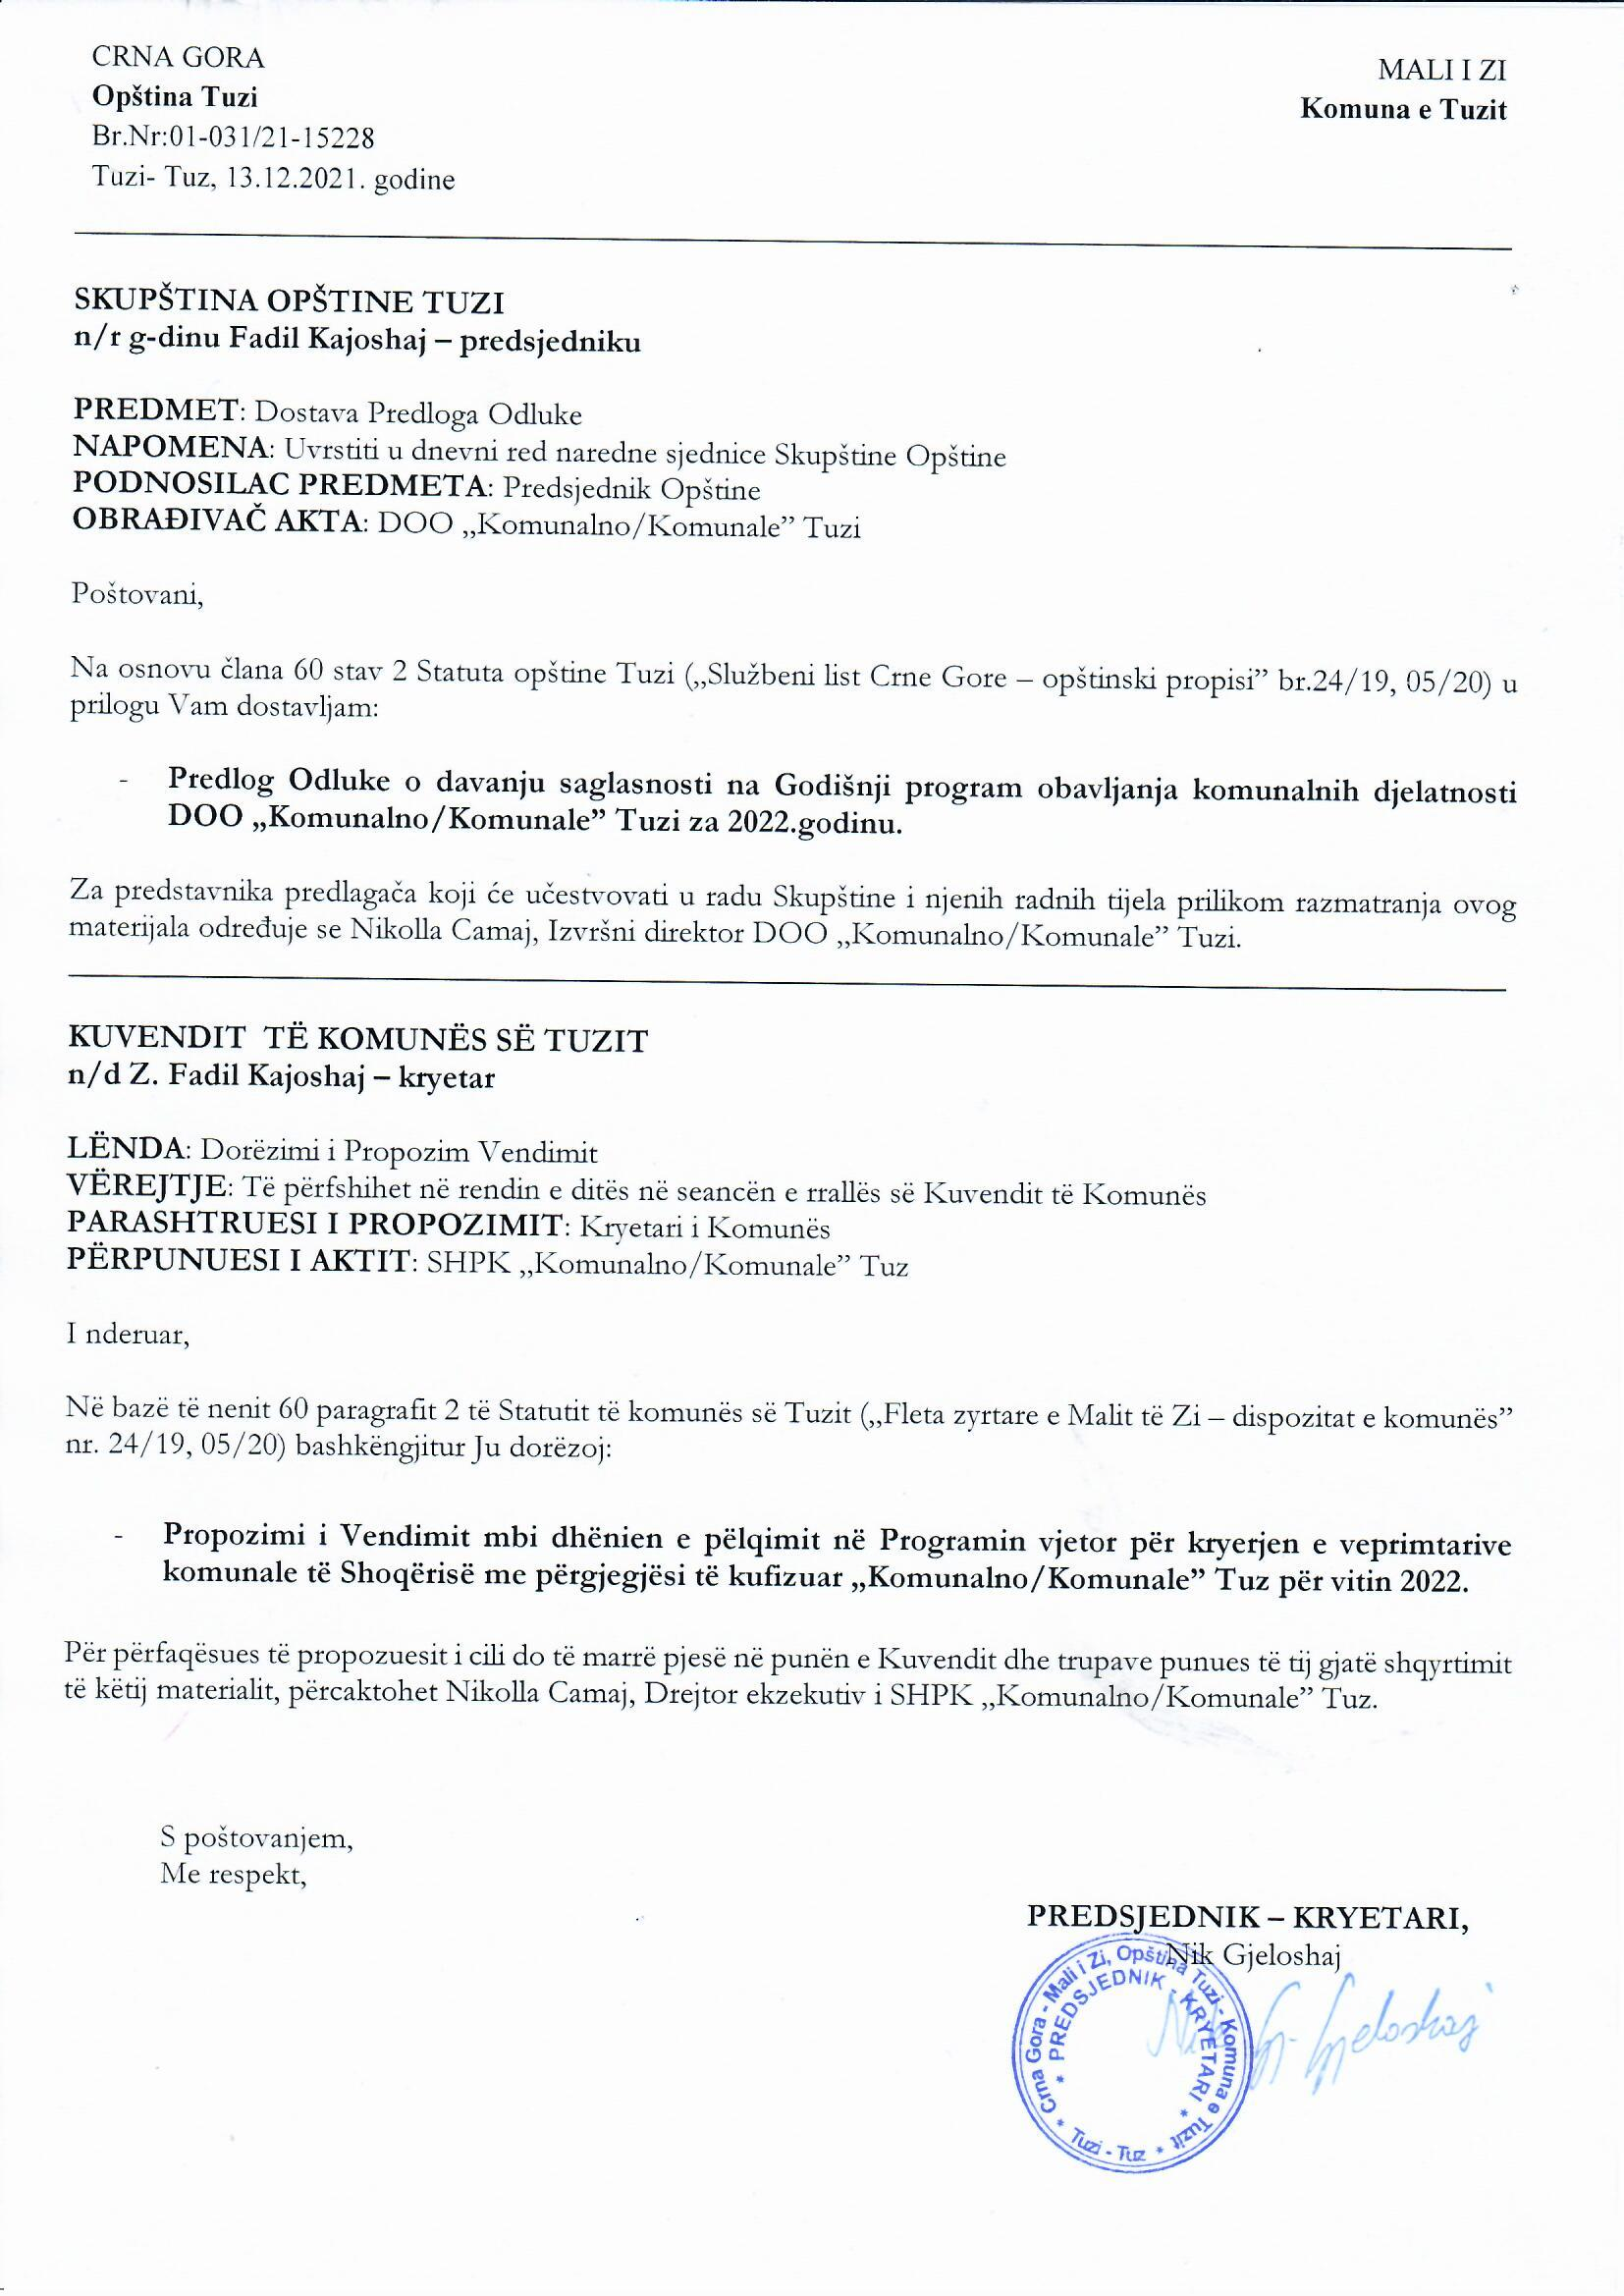 CRNA GORA
Opština Tuzi
Br.Nr:01-031/21-15228
Tuzi- Tuz, 13.12.2021. godine
MALI I ZI
Komuna e Tuzit
SKUPŠTINA OPŠTINE TUZI
n/r g-dinu Fadil Kajoshaj – predsjedniku
PREDMET: Dostava Predloga Odluke
NAPOMENA: Uvrstiti u dnevni red naredne sjednice Skupštine Opštine
PODNOSILAC PREDMETA: Predsjednik Opštine
OBRAĐIVAČ AKTA: DOO „Komunalno/Komunale” Tuzi
Poštovani,
Na osnovu člana 60 stav 2 Statuta opštine Tuzi („Službeni list Crne Gore – opštinski propisi” br.24/19, 05/20) u
prilogu Vam dostavljam:
- Predlog Odluke o davanju saglasnosti na Godišnji program obavljanja komunalnih djelatnosti
DOO „Komunalno/Komunale” Tuzi za 2022.godinu.
Za predstavnika predlagača koji će učestvovati u radu Skupštine i njenih radnih tijela prilikom razmatranja ovog
materijala određuje se Nikolla Camaj, Izvršni direktor DOO „Komunalno/Komunale” Tuzi.
KUVENDIT TË KOMUNËS SË TUZIT
n/d Z. Fadil Kajoshaj – kryetar
LËNDA: Dorëzimi i Propozim Vendimit
VËREJTJE: Të përfshihet në rendin e ditës në seancën e rrallës së Kuvendit të Komunës
PARASHTRUESI I PROPOZIMIT: Kryetari i Komunës
PËRPUNUESI I AKTIT: SHPK „Komunalno/Komunale” Tuz
I nderuar,
Në bazë të nenit 60 paragrafit 2 të Statutit të komunës së Tuzit („Fleta zyrtare e Malit të Zi – dispozitat e komunës”
nr. 24/19, 05/20) bashkëngjitur Ju dorëzoj:
- Propozimi i Vendimit mbi dhënien e pëlqimit në Programin vjetor për kryerjen e veprimtarive
komunale të Shoqërisë me përgjegjësi të kufizuar „Komunalno/Komunale” Tuz për vitin 2022.
Për përfaqësues të propozuesit i cili do të marrë pjesë në punën e Kuvendit dhe trupave punues të tij gjatë shqyrtimit
të këtij materialit, përcaktohet Nikolla Camaj, Drejtor ekzekutiv i SHPK „Komunalno/Komunale” Tuz.
S poštovanjem,
Me respekt,
PREDSJEDNIK – KRYETARI,
Nik Gjeloshaj
Crna Gora - Mali i Zi, Opština Tuzi - Komuna e Tuzit
* PREDSJEDNIK - KRYETARI *
* Tuzi - Tuz *
Nik Gjeloshaj